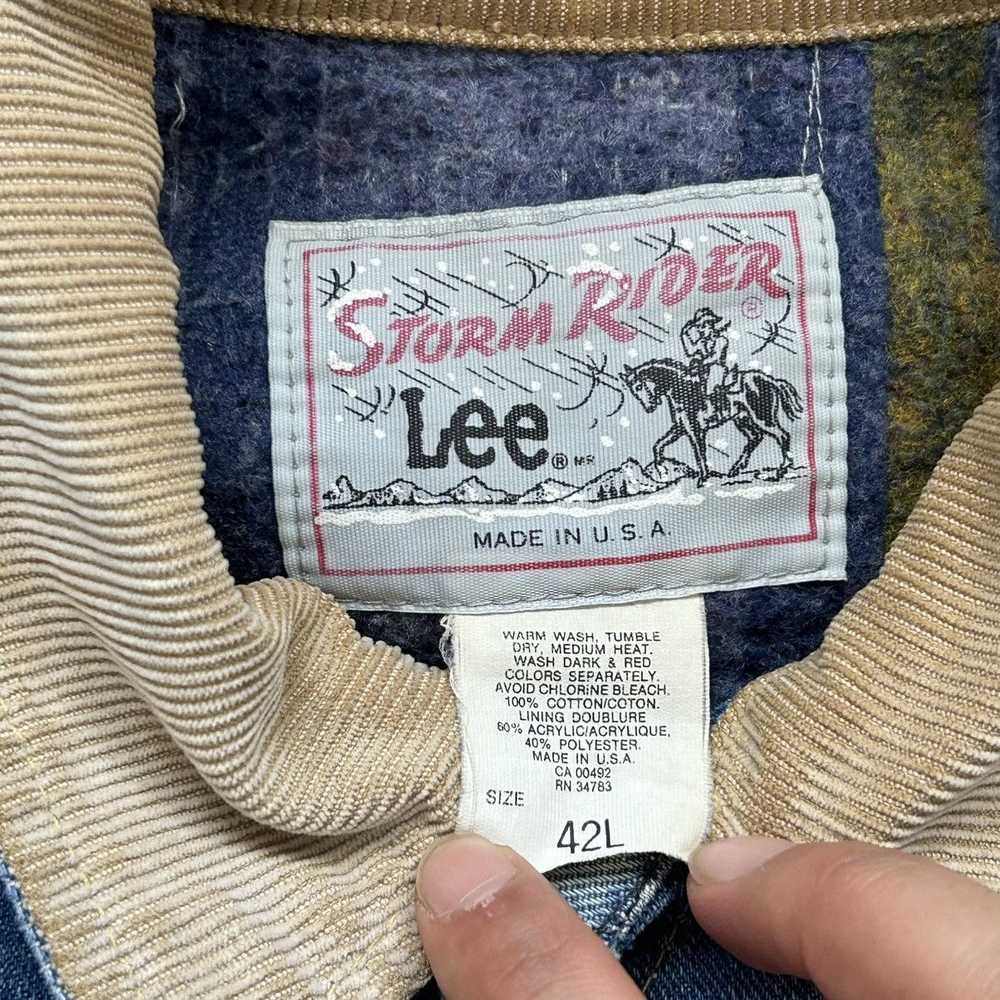 STORM RIDER ®
Lee ® MR
MADE IN U.S.A.
WARM WASH, TUMBLE
DRY, MEDIUM HEAT.
WASH DARK & RED
COLORS SEPARATELY.
AVOID CHLORINE BLEACH.
100% COTTON/COTON.
LINING DOUBLURE
60% ACRYLIC/ACRYLIQUE,
40% POLYESTER.
MADE IN U.S.A.
CA 00492
RN 34783
SIZE
42L